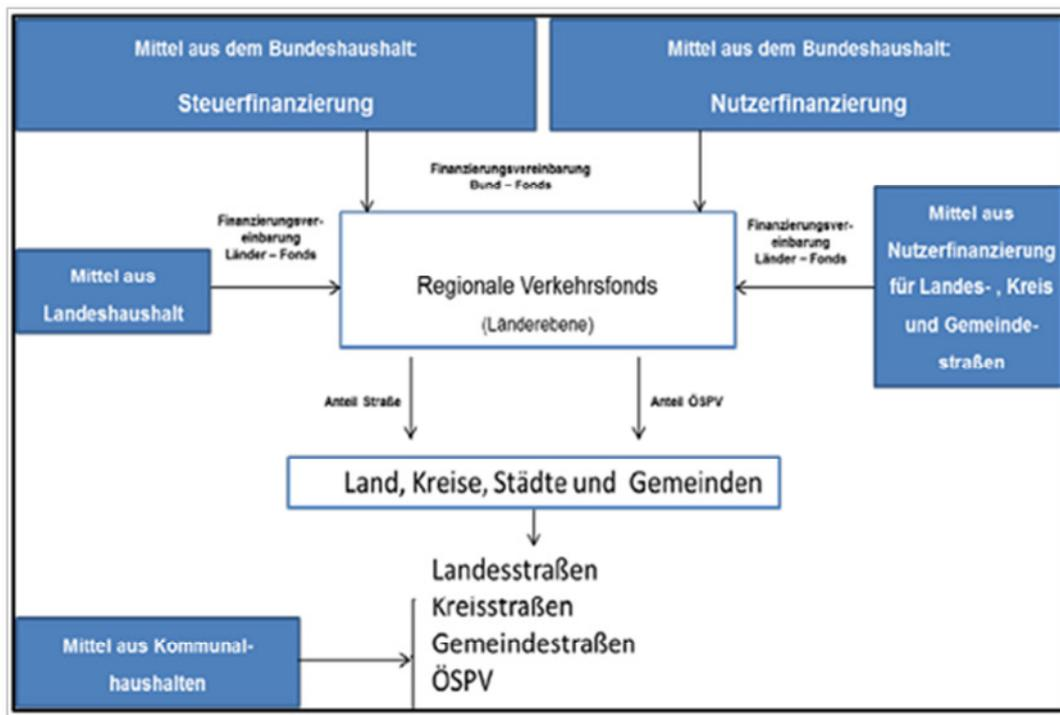 Mittel aus dem Bundeshaushalt:
Steuerfinanzierung
Mittel aus dem Bundeshaushalt:
Nutzerfinanzierung
Finanzierungsvereinbarung
Bund – Fonds
Finanzierungsver-
einbarung
Länder – Fonds
Finanzierungsver-
einbarung
Länder – Fonds
Mittel aus
Landeshaushalt
Regionale Verkehrsfonds
(Länderebene)
Mittel aus
Nutzerfinanzierung
für Landes- , Kreis
und Gemeinde-
straßen
Anteil Straße
Anteil ÖSPV
Land, Kreise, Städte und Gemeinden
Landesstraßen
Kreisstraßen
Gemeindestraßen
ÖSPV
Mittel aus Kommunal-
haushalten